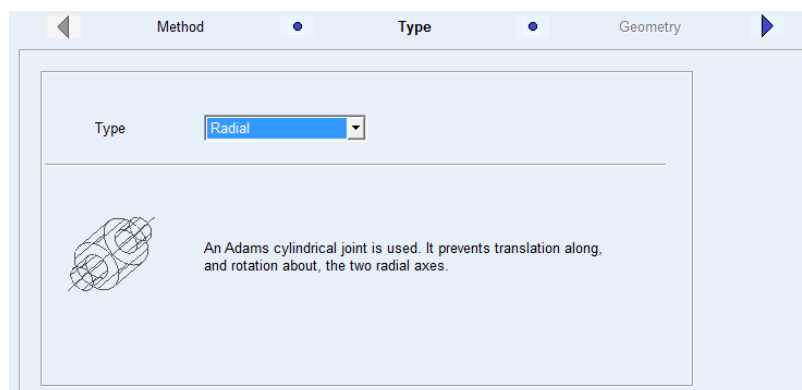 Method Type Geometry
Type Radial
An Adams cylindrical joint is used. It prevents translation along,
and rotation about, the two radial axes.